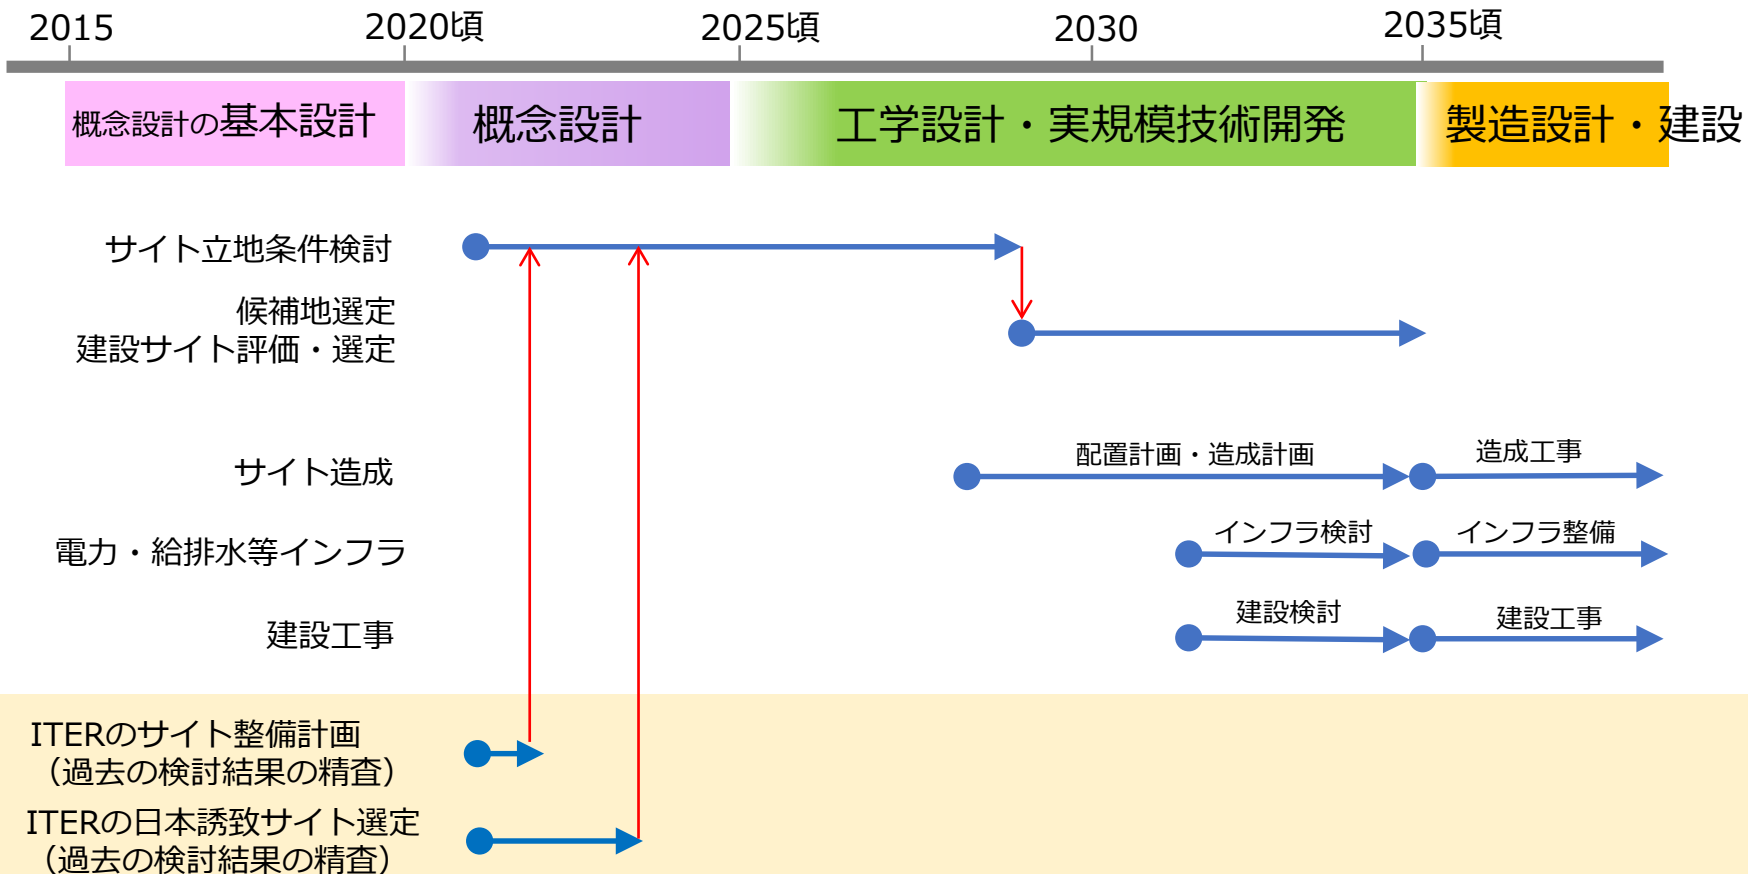 2015
2020頃
2025頃
2030
2035頃
概念設計の基本設計
概念設計
工学設計・実規模技術開発
製造設計・建設
サイト立地条件検討
候補地選定
建設サイト評価・選定
サイト造成
配置計画・造成計画
造成工事
電力・給排水等インフラ
インフラ検討
インフラ整備
建設工事
建設検討
建設工事
ITERのサイト整備計画
（過去の検討結果の精査）
ITERの日本誘致サイト選定
（過去の検討結果の精査）